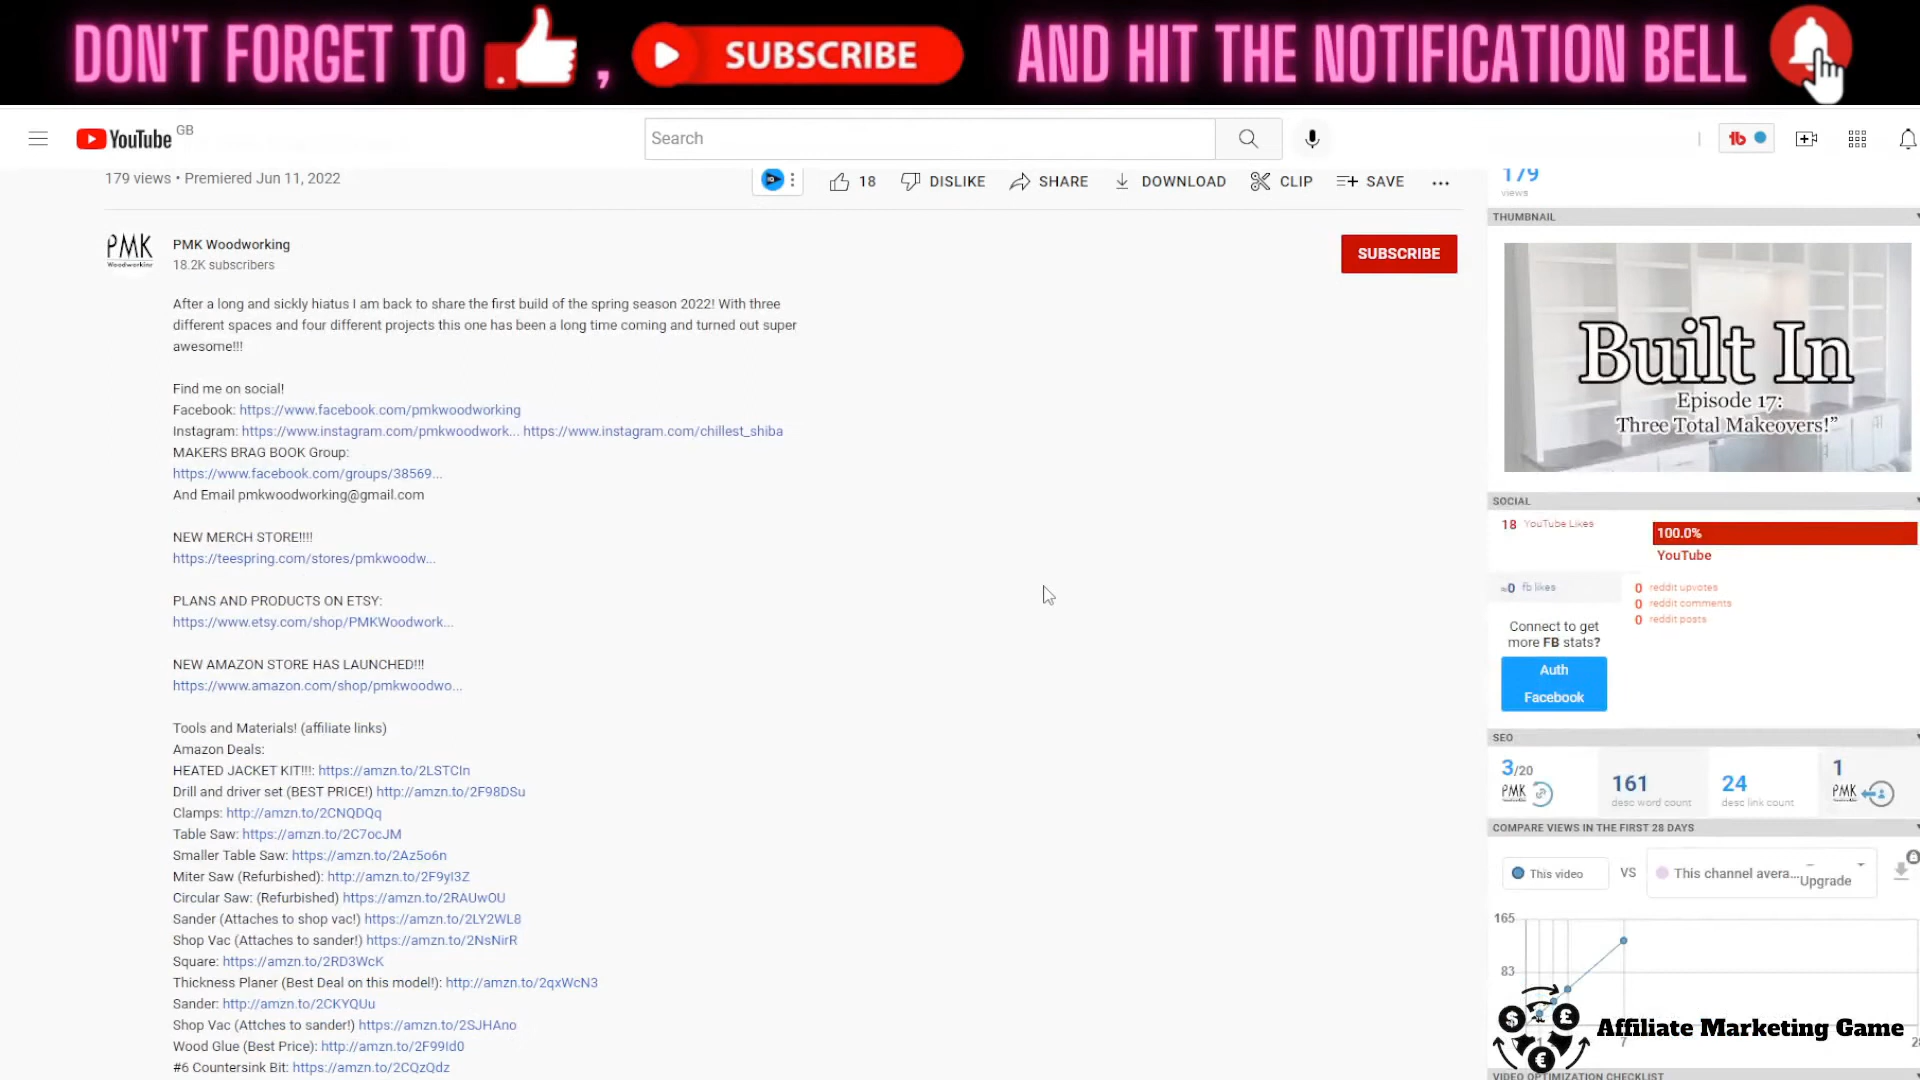 DON'T FORGET TO , SUBSCRIBE AND HIT THE NOTIFICATION BELL
YouTube GB
Search
179 views • Premiered Jun 11, 2022
18 DISLIKE SHARE DOWNLOAD CLIP SAVE
PMK Woodworking
18.2K subscribers
SUBSCRIBE
After a long and sickly hiatus I am back to share the first build of the spring season 2022! With three
different spaces and four different projects this one has been a long time coming and turned out super
awesome!!!
Find me on social!
Facebook: https://www.facebook.com/pmkwoodworking
Instagram: https://www.instagram.com/pmkwoodwork... https://www.instagram.com/chillest_shiba
MAKERS BRAG BOOK Group:
https://www.facebook.com/groups/38569...
And Email pmkwoodworking@gmail.com
NEW MERCH STORE!!!!
https://teespring.com/stores/pmkwoodw...
PLANS AND PRODUCTS ON ETSY:
https://www.etsy.com/shop/PMKWoodwork...
NEW AMAZON STORE HAS LAUNCHED!!!
https://www.amazon.com/shop/pmkwoodwo...
Tools and Materials! (affiliate links)
Amazon Deals:
HEATED JACKET KIT!!!: https://amzn.to/2LSTCIn
Drill and driver set (BEST PRICE!) http://amzn.to/2F98DSu
Clamps: http://amzn.to/2CNQDQq
Table Saw: https://amzn.to/2C7ocJM
Smaller Table Saw: https://amzn.to/2Az5o6n
Miter Saw (Refurbished): http://amzn.to/2F9yI3Z
Circular Saw: (Refurbished) https://amzn.to/2RAUwOU
Sander (Attaches to shop vac!) https://amzn.to/2LY2WL8
Shop Vac (Attaches to sander!) https://amzn.to/2NsNirR
Square: https://amzn.to/2RD3WcK
Thickness Planer (Best Deal on this model!): http://amzn.to/2qxWcN3
Sander: http://amzn.to/2CKYQUu
Shop Vac (Attches to sander!) https://amzn.to/2SJHAno
Wood Glue (Best Price): http://amzn.to/2F99Id0
#6 Countersink Bit: https://amzn.to/2CQzQdz
179
views
THUMBNAIL
Built In
Episode 17:
Three Total Makeovers!”
SOCIAL
18 YouTube Likes
100.0%
YouTube
≈0 fb likes
0 reddit upvotes
0 reddit comments
0 reddit posts
Connect to get
more FB stats?
Auth
Facebook
SEO
3/20
PMK
161
desc word count
24
desc link count
1
PMK
COMPARE VIEWS IN THE FIRST 28 DAYS
This video VS This channel avera... Upgrade
165
83
7
Affiliate Marketing Game
VIDEO OPTIMIZATION CHECKLIST